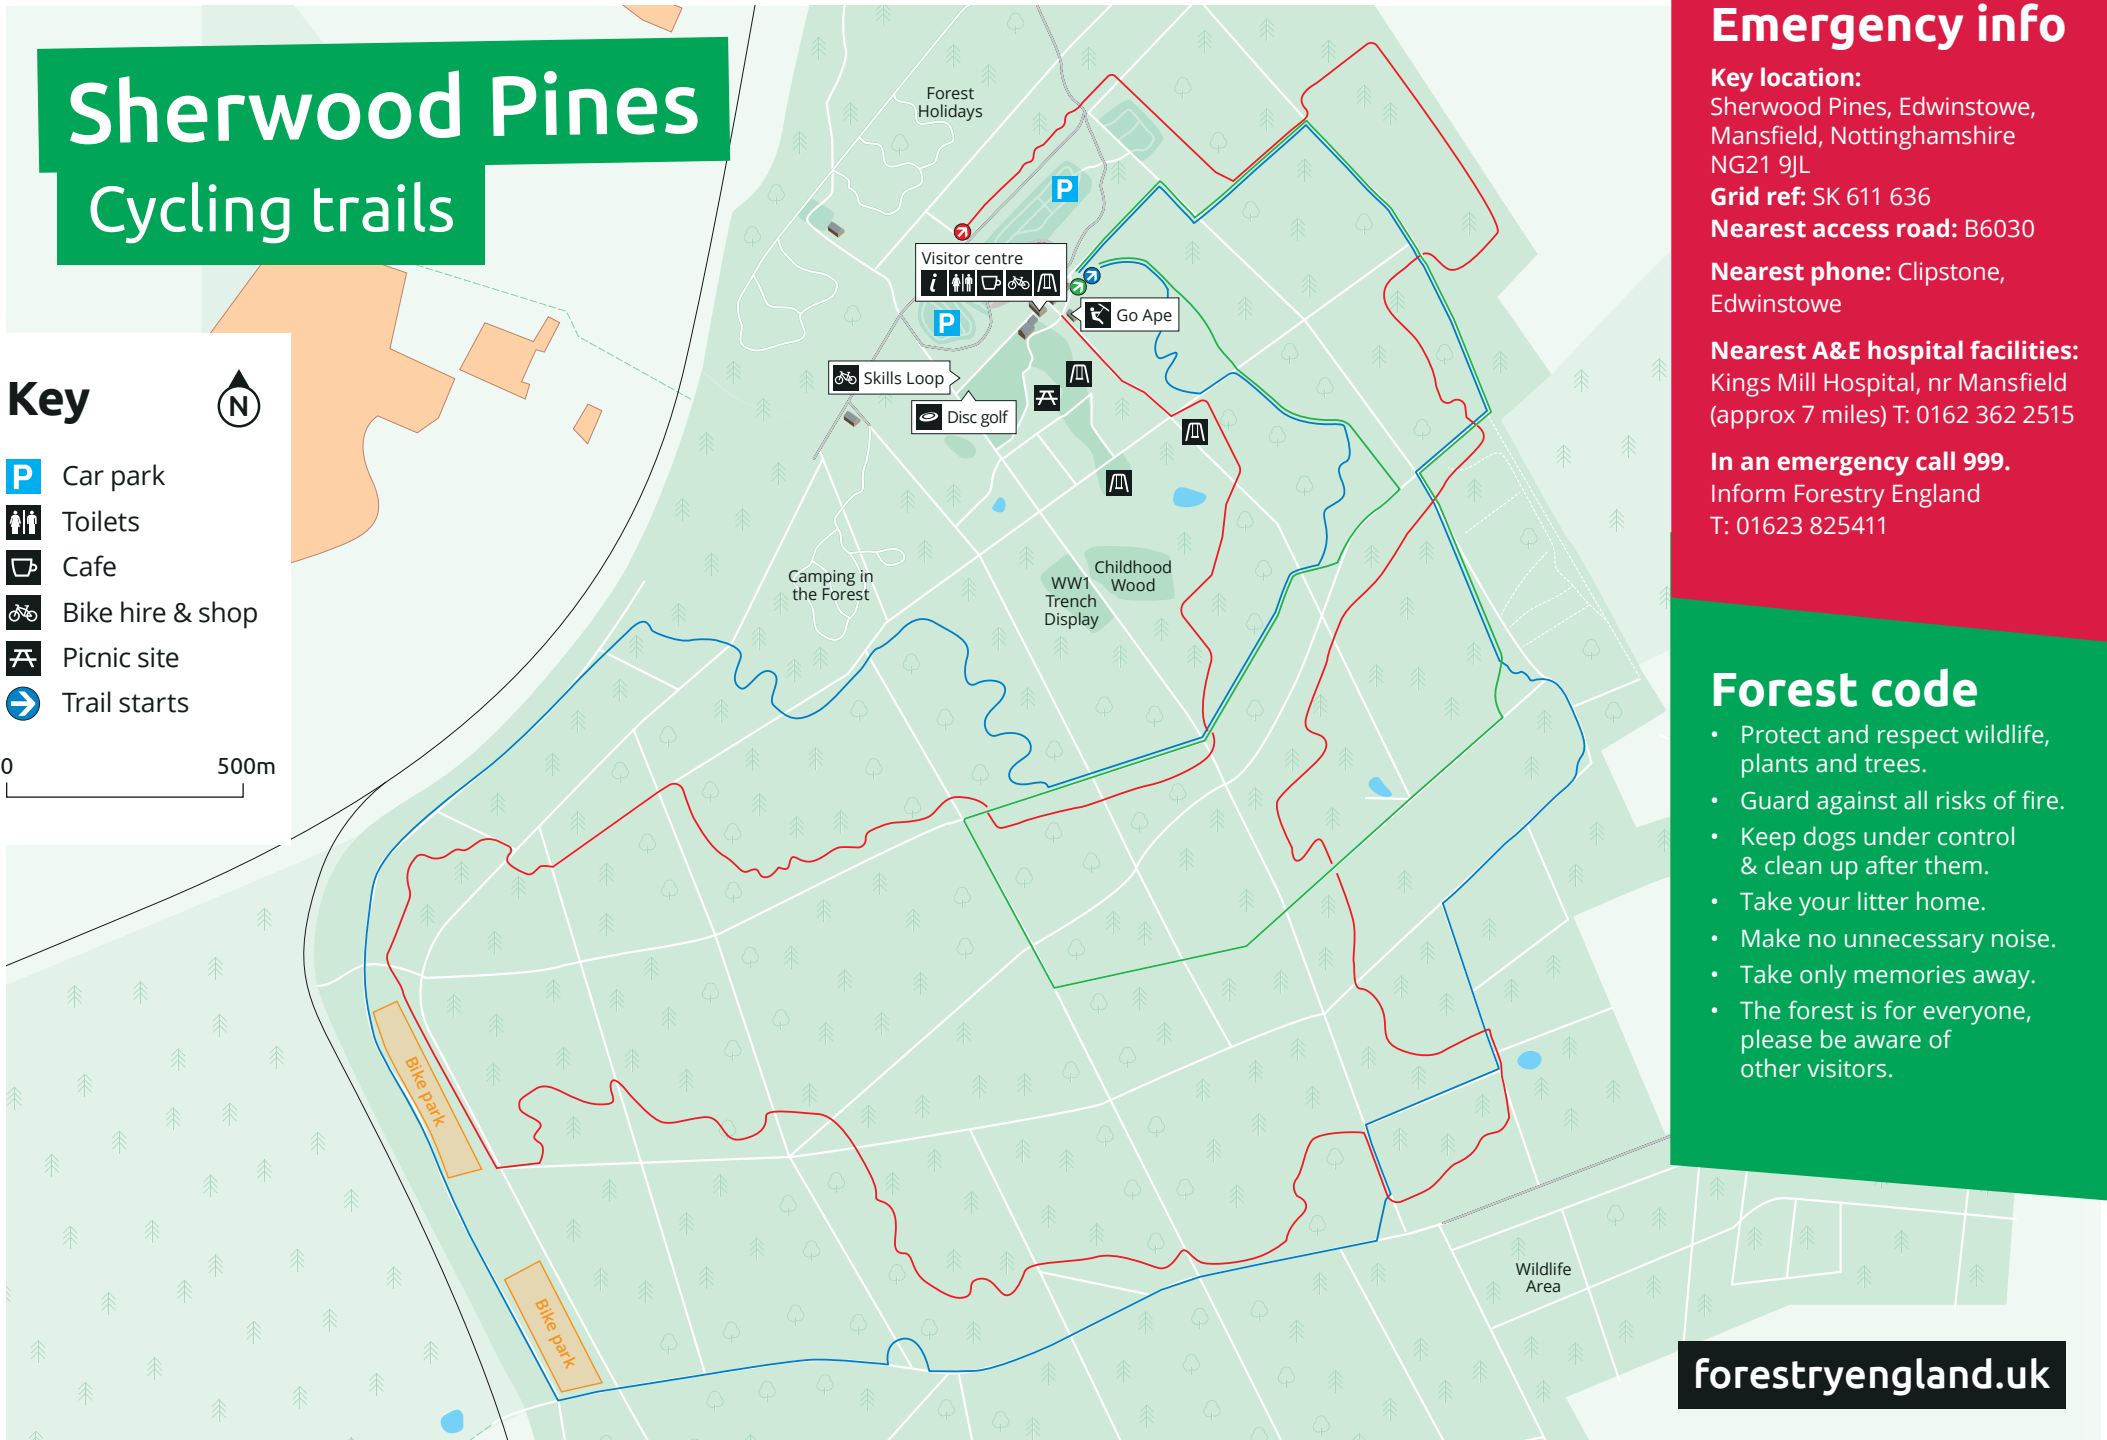 Sherwood Pines
Cycling trails
Key
N
P
Car park
Toilets
Cafe
Bike hire & shop
Picnic site
Trail starts
0
500m
Forest
Holidays
P
Visitor centre
i
P
Go Ape
Skills Loop
Disc golf
Camping in
the Forest
WW1
Trench
Display
Childhood
Wood
Bike park
Bike park
Wildlife
Area
Emergency info
Key location:
Sherwood Pines, Edwinstowe,
Mansfield, Nottinghamshire
NG21 9JL
Grid ref: SK 611 636
Nearest access road: B6030
Nearest phone: Clipstone,
Edwinstowe
Nearest A&E hospital facilities:
Kings Mill Hospital, nr Mansfield
(approx 7 miles) T: 0162 362 2515
In an emergency call 999.
Inform Forestry England
T: 01623 825411
Forest code
• Protect and respect wildlife,
plants and trees.
• Guard against all risks of fire.
• Keep dogs under control
& clean up after them.
• Take your litter home.
• Make no unnecessary noise.
• Take only memories away.
• The forest is for everyone,
please be aware of
other visitors.
forestryengland.uk